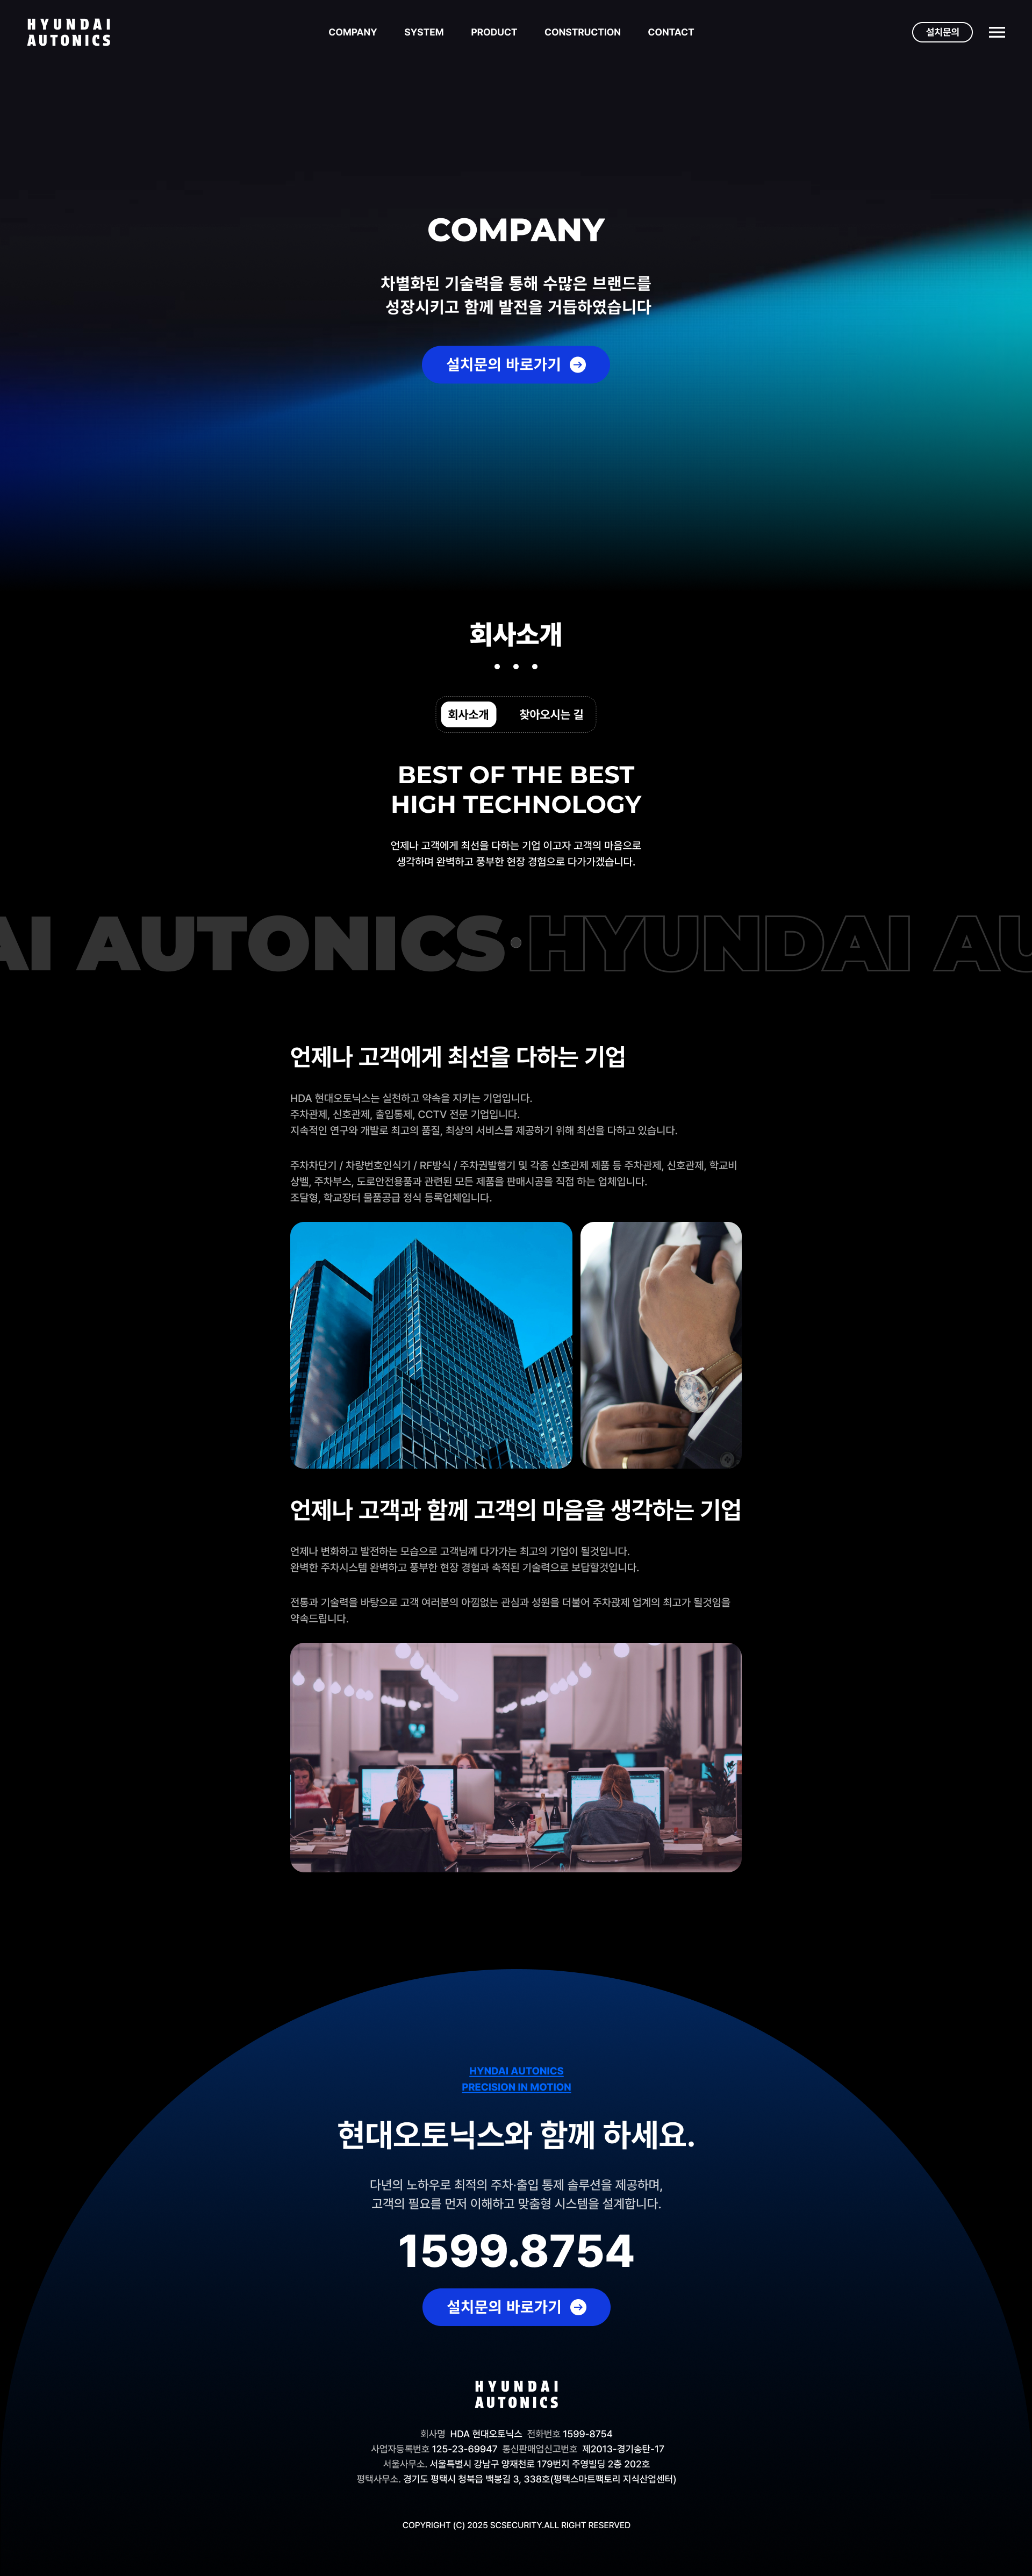 HYUNDAI
AUTONICS
COMPANY SYSTEM PRODUCT CONSTRUCTION CONTACT
설치문의
COMPANY
차별화된 기술력을 통해 수많은 브랜드를
성장시키고 함께 발전을 거듭하였습니다
설치문의 바로가기
회사소개
회사소개 찾아오시는 길
BEST OF THE BEST
HIGH TECHNOLOGY
언제나 고객에게 최선을 다하는 기업 이고자 고객의 마음으로
생각하며 완벽하고 풍부한 현장 경험으로 다가가겠습니다.
AI AUTONICS·HYUNDAI AU
언제나 고객에게 최선을 다하는 기업
HDA 현대오토닉스는 실천하고 약속을 지키는 기업입니다.
주차관제, 신호관제, 출입통제, CCTV 전문 기업입니다.
지속적인 연구와 개발로 최고의 품질, 최상의 서비스를 제공하기 위해 최선을 다하고 있습니다.
주차차단기 / 차량번호인식기 / RF방식 / 주차권발행기 및 각종 신호관제 제품 등 주차관제, 신호관제, 학교비
상벨, 주차부스, 도로안전용품과 관련된 모든 제품을 판매시공을 직접 하는 업체입니다.
조달형, 학교장터 물품공급 정식 등록업체입니다.
언제나 고객과 함께 고객의 마음을 생각하는 기업
언제나 변화하고 발전하는 모습으로 고객님께 다가가는 최고의 기업이 될것입니다.
완벽한 주차시스템 완벽하고 풍부한 현장 경험과 축적된 기술력으로 보답할것입니다.
전통과 기술력을 바탕으로 고객 여러분의 아낌없는 관심과 성원을 더불어 주차괎제 업계의 최고가 될것임을
약속드립니다.
HYNDAI AUTONICS
PRECISION IN MOTION
현대오토닉스와 함께 하세요.
다년의 노하우로 최적의 주차·출입 통제 솔루션을 제공하며,
고객의 필요를 먼저 이해하고 맞춤형 시스템을 설계합니다.
1599.8754
설치문의 바로가기
HYUNDAI
AUTONICS
회사명 HDA 현대오토닉스 전화번호 1599-8754
사업자등록번호 125-23-69947 통신판매업신고번호 제2013-경기송탄-17
서울사무소. 서울특별시 강남구 양재천로 179번지 주영빌딩 2층 202호
평택사무소. 경기도 평택시 청북읍 백봉길 3, 338호(평택스마트팩토리 지식산업센터)
COPYRIGHT (C) 2025 SCSECURITY.ALL RIGHT RESERVED